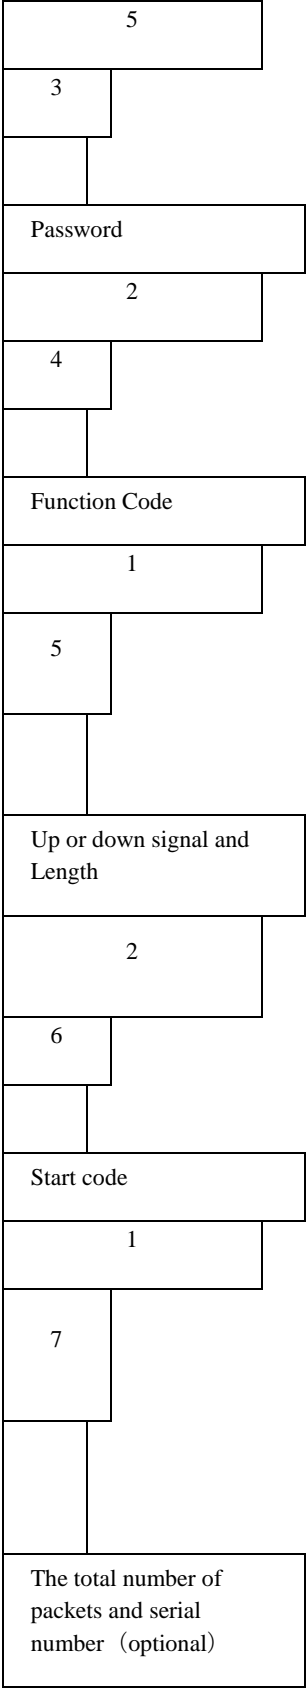 5
3
Password
2
4
Function Code
1
5
Up or down signal and
Length
2
6
Start code
1
7
The total number of
packets and serial
number（optional）